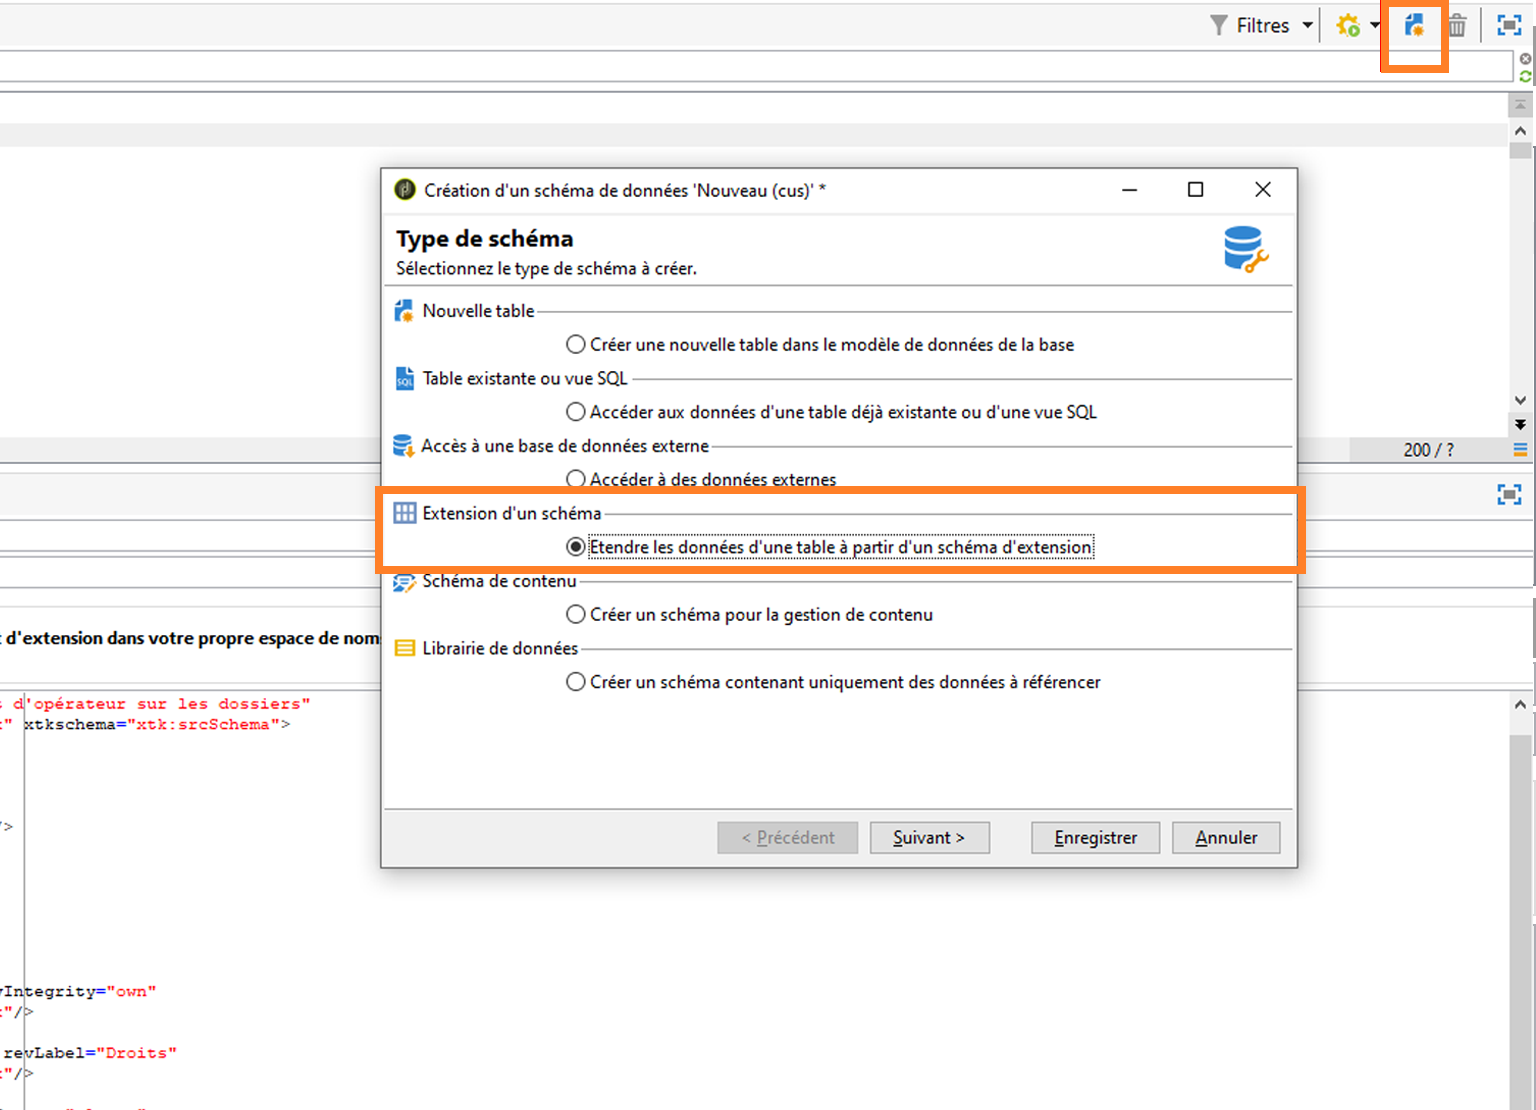 Filtres
Création d'un schéma de données 'Nouveau (cus)' *
Type de schéma
Sélectionnez le type de schéma à créer.
Nouvelle table
Créer une nouvelle table dans le modèle de données de la base
Table existante ou vue SQL
SQL
Accéder aux données d'une table déjà existante ou d'une vue SQL
Accès à une base de données externe
200 / ?
Accéder à des données externes
Extension d'un schéma
Etendre les données d'une table à partir d'un schéma d'extension
Schéma de contenu
Créer un schéma pour la gestion de contenu
d'extension dans votre propre espace de nom
Librairie de données
Créer un schéma contenant uniquement des données à référencer
d'opérateur sur les dossiers"
" xtkschema="xtk:srcSchema">
/>
< Précédent
Suivant >
Enregistrer
Annuler
Integrity="own"
"/>
revLabel="Droits"
"/>